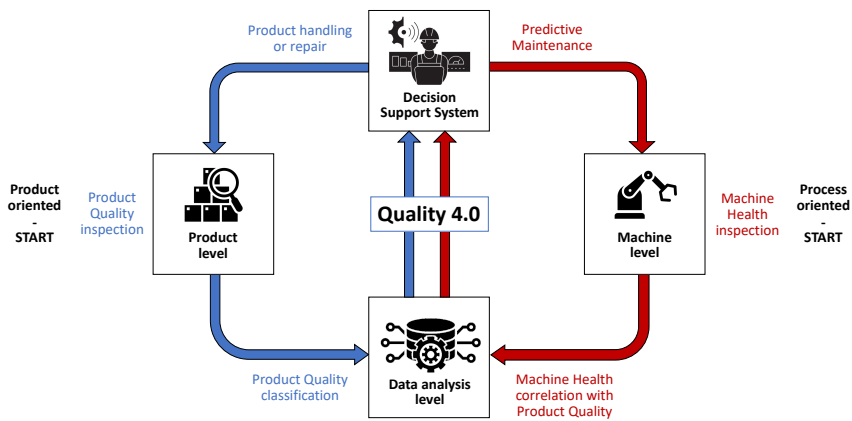 Product handling
or repair
Predictive
Maintenance
Decision
Support System
Product
oriented
-
START
Product
Quality
inspection
Product
level
Quality 4.0
Machine
level
Machine
Health
inspection
Process
oriented
-
START
Product Quality
classification
Data analysis
level
Machine Health
correlation with
Product Quality